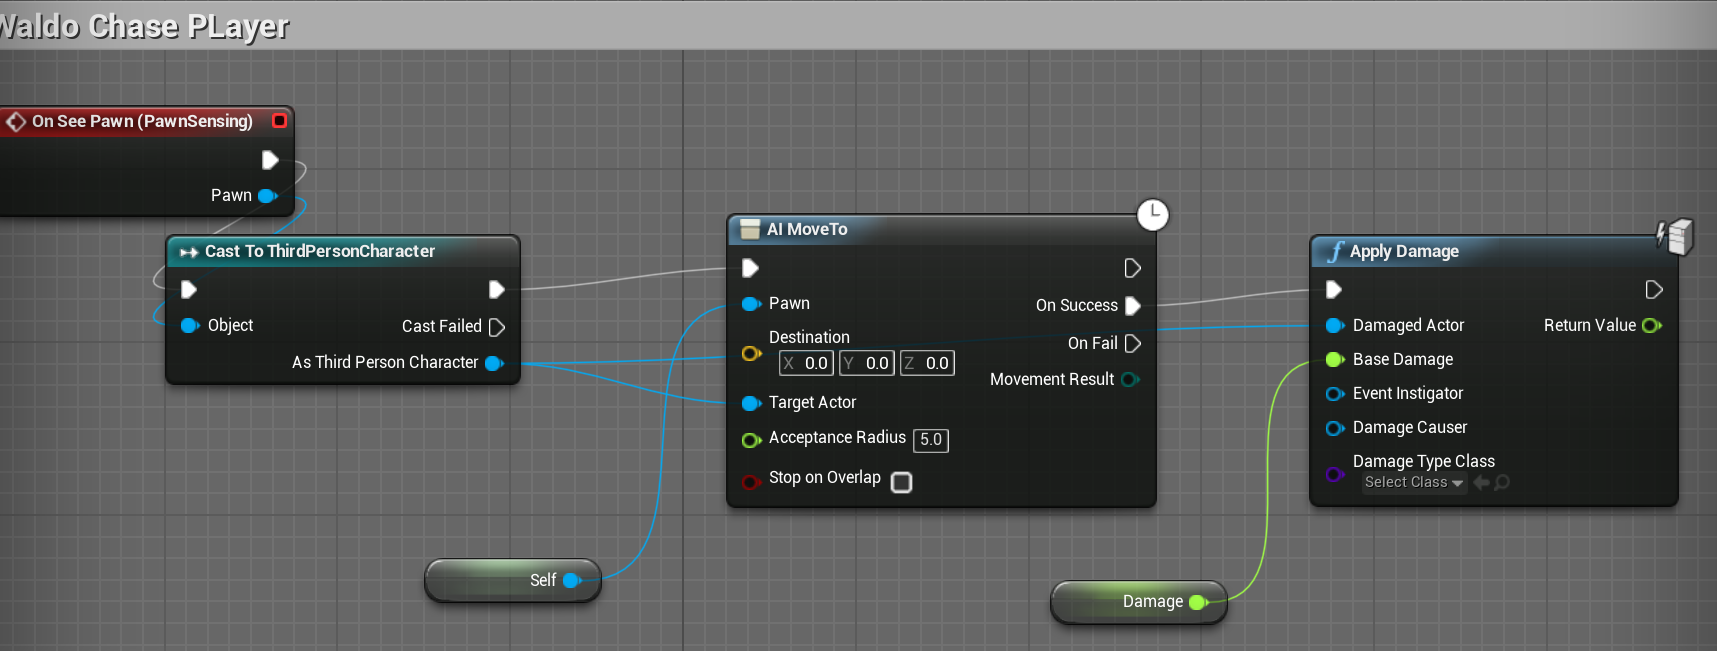 Waldo Chase PLayer
On See Pawn (PawnSensing)
Pawn
Cast To ThirdPersonCharacter
Object
Cast Failed
As Third Person Character
Self
AI MoveTo
Pawn
On Success
Destination
X 0.0 Y 0.0 Z 0.0
On Fail
Movement Result
Target Actor
Acceptance Radius 5.0
Stop on Overlap
Damage
f Apply Damage
Damaged Actor
Return Value
Base Damage
Event Instigator
Damage Causer
Damage Type Class
Select Class